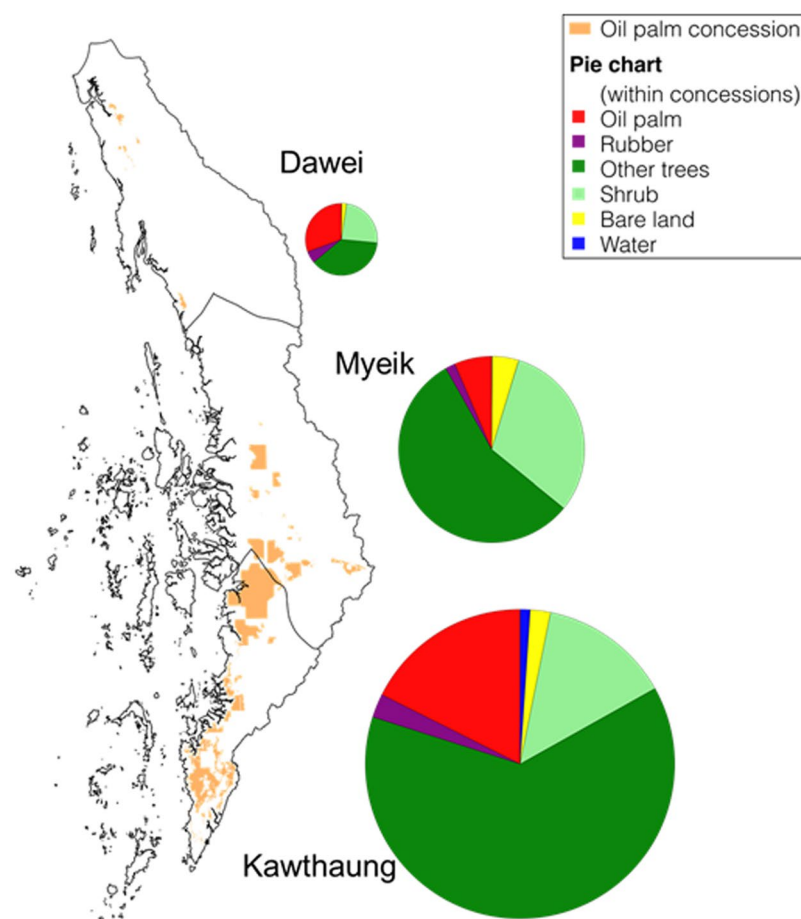 Oil palm concession
Pie chart
(within concessions)
Oil palm
Rubber
Other trees
Shrub
Bare land
Water
Dawei
Myeik
Kawthaung